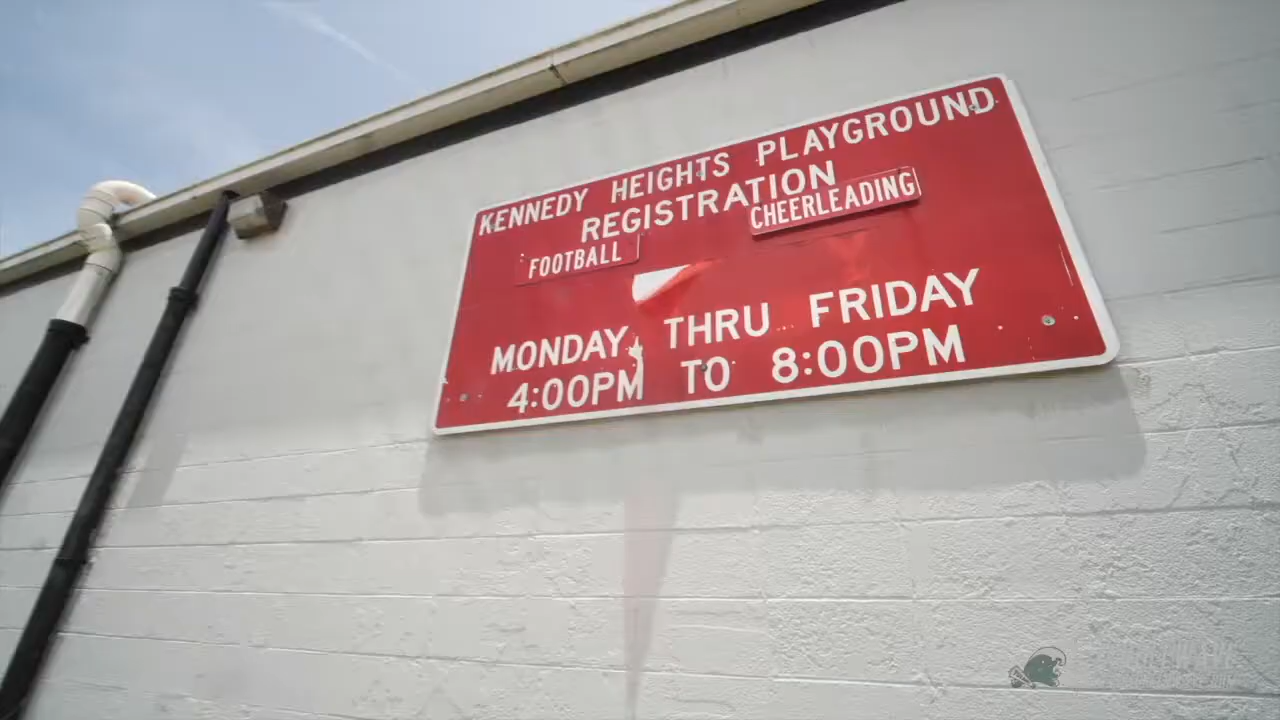 KENNEDY HEIGHTS PLAYGROUND
REGISTRATION
FOOTBALL CHEERLEADING
MONDAY THRU FRIDAY
4:00PM TO 8:00PM